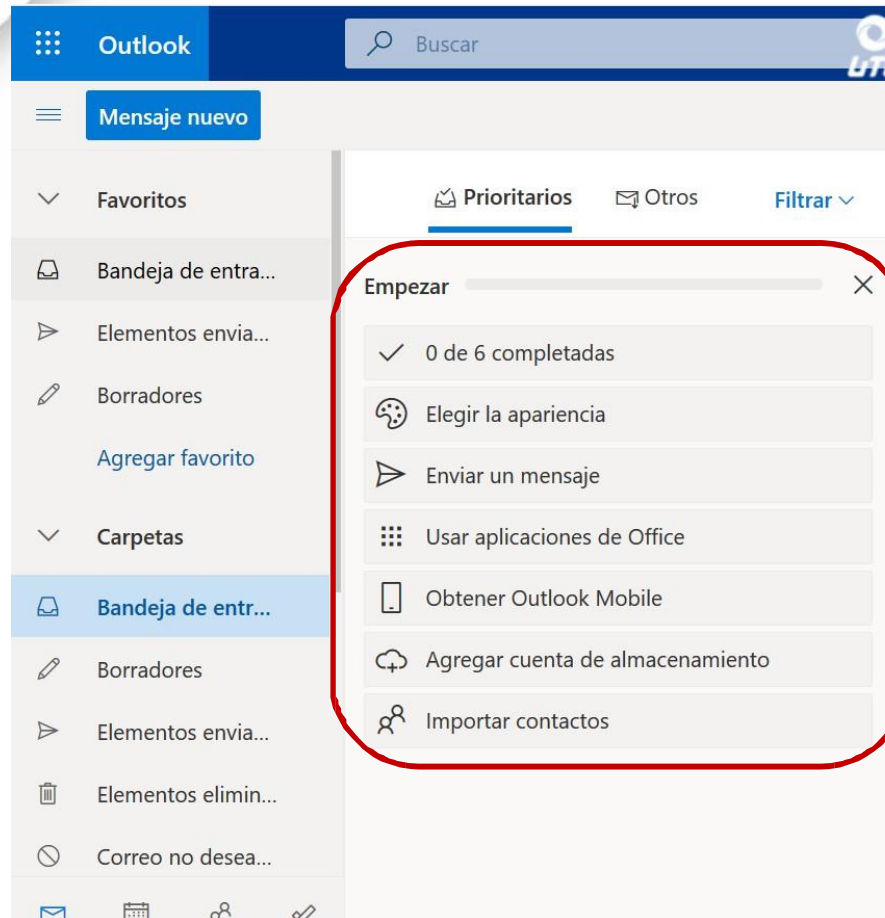 Outlook
Buscar
Mensaje nuevo
Favoritos
Bandeja de entra...
Elementos envia...
Borradores
Agregar favorito
Carpetas
Bandeja de entr...
Borradores
Elementos envia...
Elementos elimin...
Correo no desea...
Prioritarios
Otros
Filtrar
Empezar
0 de 6 completadas
Elegir la apariencia
Enviar un mensaje
Usar aplicaciones de Office
Obtener Outlook Mobile
Agregar cuenta de almacenamiento
Importar contactos